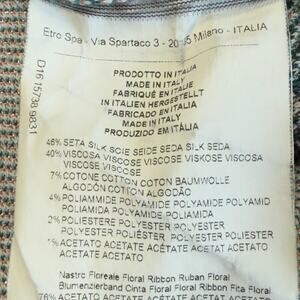 Etro Spa - Via Spartaco 3 - 20135 Milano - ITALIA
D1615738 9831
PRODOTTO IN ITALIA
MADE IN ITALY
FABRIQUÉ EN ITALIE
IN ITALIEN HERGESTELLT
FABRICADO EN ITALIA
MADE IN ITALY
PRODUZIDO EM ITÁLIA
46% SETA SILK SOIE SEIDE SEDA SILK SEDA
40% VISCOSA VISCOSE VISCOSE VISKOSE VISCOSA
VISCOSE VISCOSE
7% COTONE COTTON COTON BAUMWOLLE
ALGODÓN COTTON ALGODÃO
4% POLIAMMIDE POLYAMIDE POLYAMIDE POLYAMID
POLIAMIDA POLYAMIDE POLIAMIDA
2% POLIESTERE POLYESTER POLYESTER
POLYESTER POLIÉSTER POLYESTER POLIÉSTER
1% ACETATO ACETATE ACÉTATE ACETAT ACETATO
ACETATE ACETATO
Nastro Floreale Floral Ribbon Ruban Floral
Blumenzierband Cinta Floral Floral Ribbon Fita Floral
76% ACETATO ACETATE ACÉTATE ACETAT ACETATO